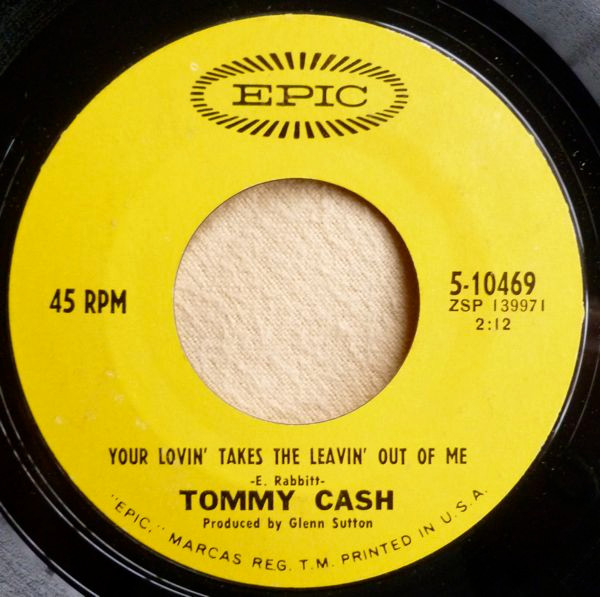 EPIC
45 RPM
5-10469
ZSP 139971
2:12
YOUR LOVIN' TAKES THE LEAVIN' OUT OF ME
-E. Rabbitt-
TOMMY CASH
Produced by Glenn Sutton
"EPIC," MARCAS REG. T.M. PRINTED IN U.S.A.